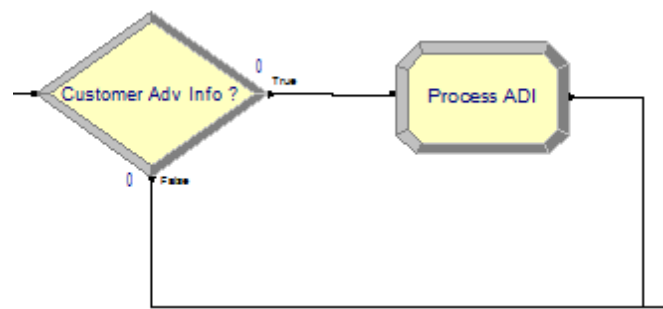 0
True
Customer Adv Info ?
Process ADI
0
False